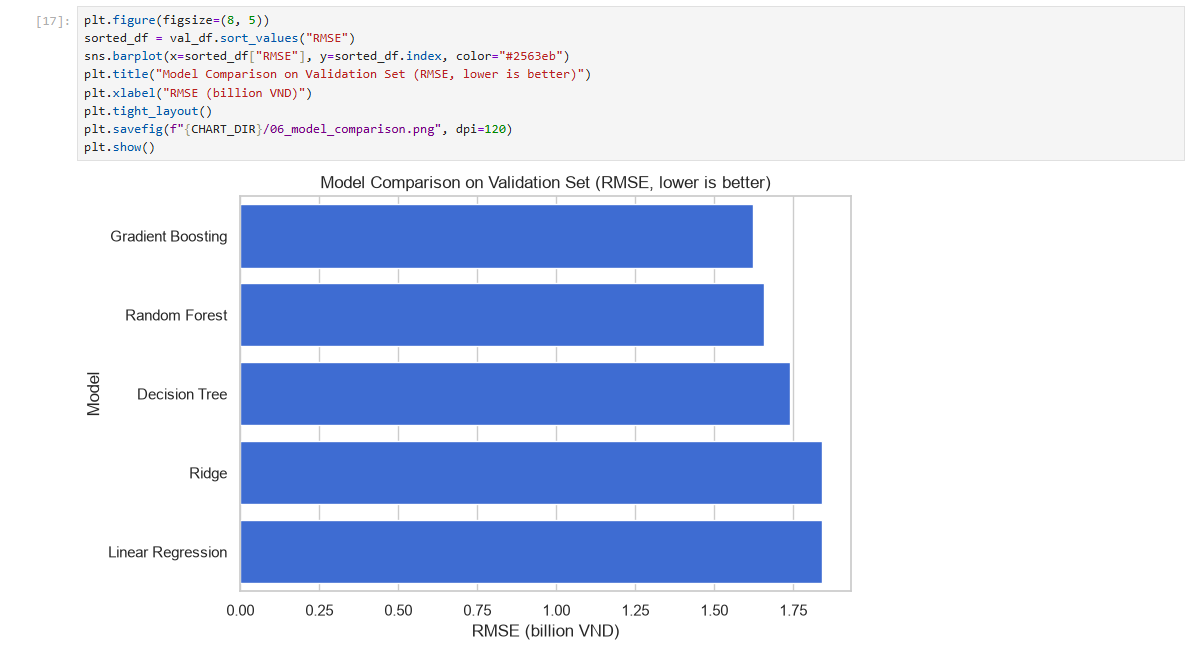 [17]: plt.figure(figsize=(8, 5))
sorted_df = val_df.sort_values("RMSE")
sns.barplot(x=sorted_df["RMSE"], y=sorted_df.index, color="#2563eb")
plt.title("Model Comparison on Validation Set (RMSE, lower is better)")
plt.xlabel("RMSE (billion VND)")
plt.tight_layout()
plt.savefig(f"{CHART_DIR}/06_model_comparison.png", dpi=120)
plt.show()
Model Comparison on Validation Set (RMSE, lower is better)
Gradient Boosting
Random Forest
Decision Tree
Ridge
Linear Regression
Model
0.00 0.25 0.50 0.75 1.00 1.25 1.50 1.75
RMSE (billion VND)